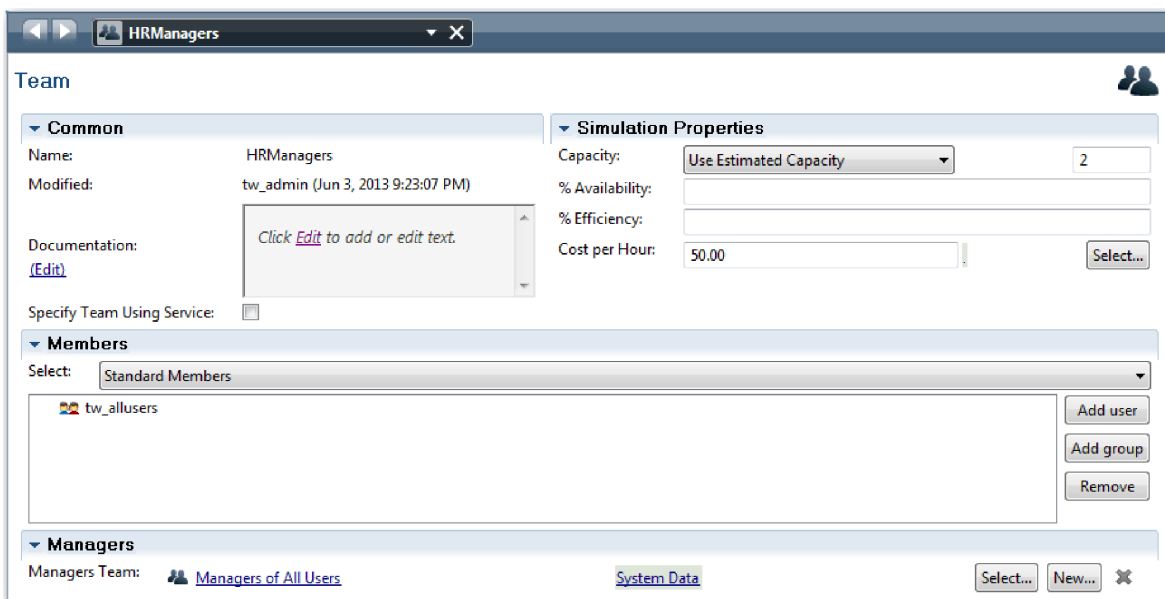 HRManagers
Team
Common
Name: HRManagers
Modified: tw_admin (Jun 3, 2013 9:23:07 PM)
Documentation:
(Edit)
Click Edit to add or edit text.
Specify Team Using Service:
Simulation Properties
Capacity: Use Estimated Capacity 2
% Availability:
% Efficiency:
Cost per Hour: 50.00 Select...
Members
Select: Standard Members
tw_allusers
Add user
Add group
Remove
Managers
Managers Team: Managers of All Users System Data Select... New...